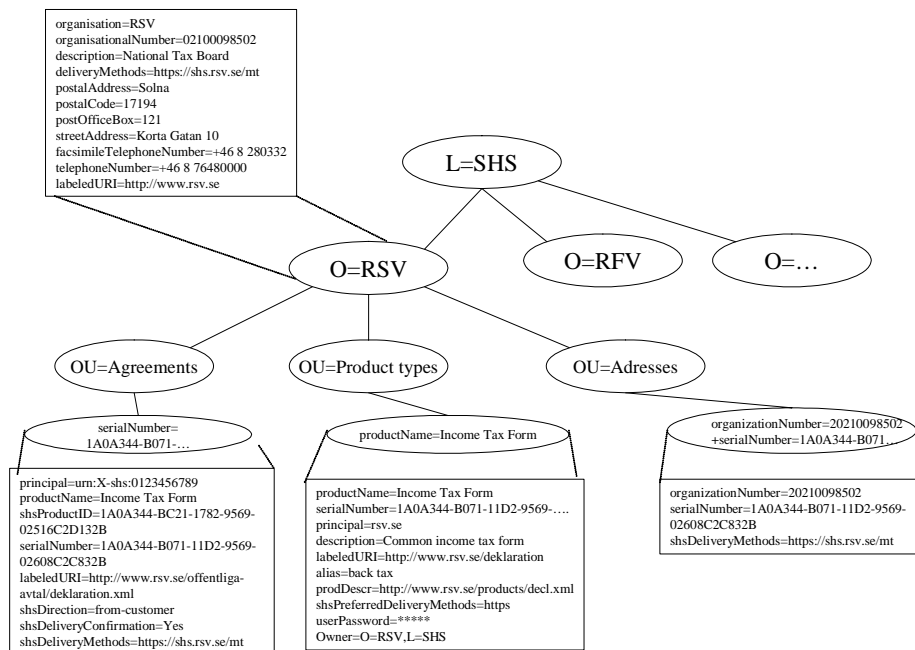 organisation=RSV
organisationalNumber=02100098502
description=National Tax Board
deliveryMethods=https://shs.rsv.se/mt
postalAddress=Solna
postalCode=17194
postOfficeBox=121
streetAddress=Korta Gatan 10
facsimileTelephoneNumber=+46 8 280332
telephoneNumber=+46 8 76480000
labeledURI=http://www.rsv.se
L=SHS
O=RSV
O=RFV
O=…
OU=Agreements
OU=Product types
OU=Adresses
serialNumber=
1A0A344-B071-
…
productName=Income Tax Form
organizationNumber=20210098502
+serialNumber=1A0A344-B071…
principal=urn:X-shs:0123456789
productName=Income Tax Form
shsProductID=1A0A344-BC21-1782-9569-
02516C2D132B
serialNumber=1A0A344-B071-11D2-9569-
02608C2C832B
labeledURI=http://www.rsv.se/offentliga-
avtal/deklaration.xml
shsDirection=from-customer
shsDeliveryConfirmation=Yes
shsDeliveryMethods=https://shs.rsv.se/mt
productName=Income Tax Form
serialNumber=1A0A344-B071-11D2-9569-….
principal=rsv.se
description=Common income tax form
labeledURI=http://www.rsv.se/deklaration
alias=back tax
prodDescr=http://www.rsv.se/products/decl.xml
shsPreferredDeliveryMethods=https
userPassword=*****
Owner=O=RSV,L=SHS
organizationNumber=20210098502
serialNumber=1A0A344-B071-11D2-9569-
02608C2C832B
shsDeliveryMethods=https://shs.rsv.se/mt